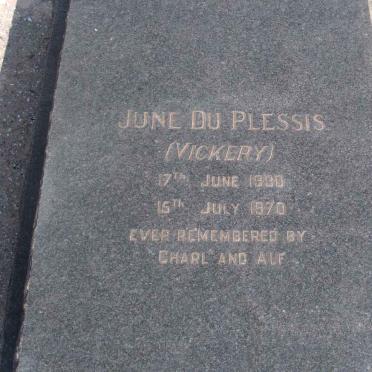 JUNE DU PLESSIS
(VICKERY)
17TH JUNE 1930
15TH JULY 1970
EVER REMEMBERED BY
CHARL AND ALF